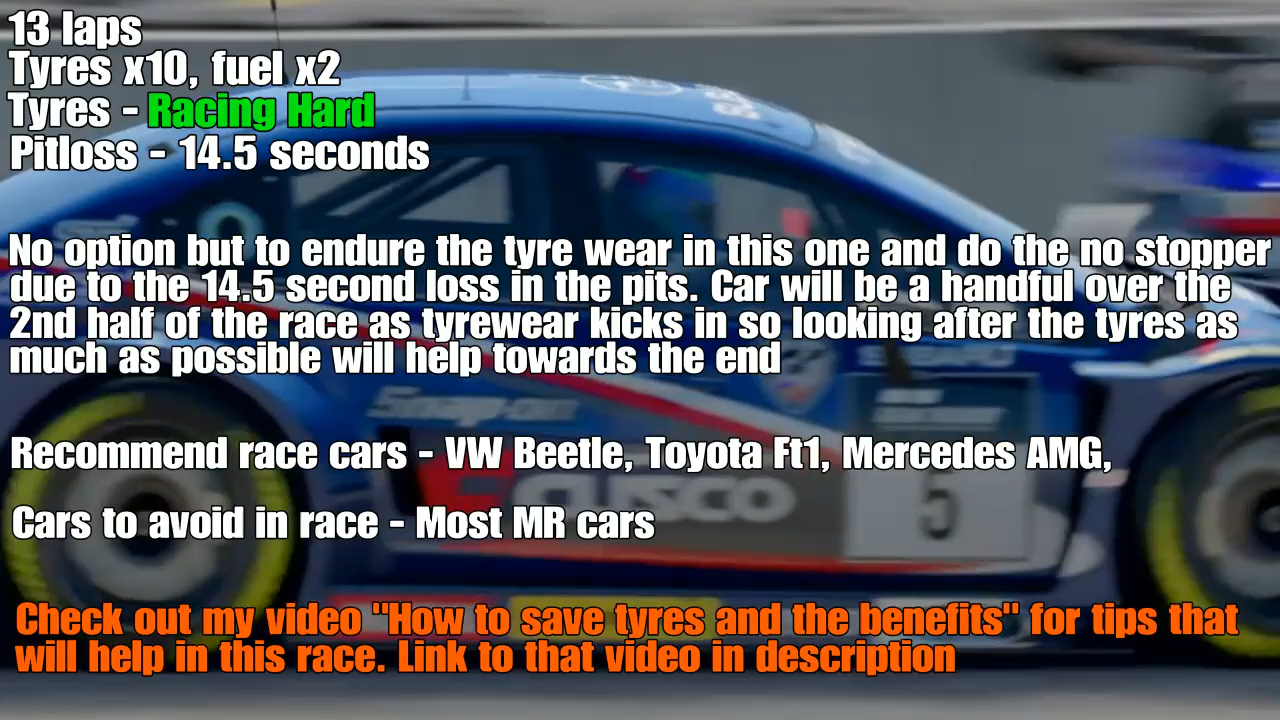 13 laps
Tyres x10, fuel x2
Tyres - Racing Hard
Pitloss - 14.5 seconds
No option but to endure the tyre wear in this one and do the no stopper
due to the 14.5 second loss in the pits. Car will be a handful over the
2nd half of the race as tyrewear kicks in so looking after the tyres as
much as possible will help towards the end
SUBARU
Snap-on
Recommend race cars - VW Beetle, Toyota Ft1, Mercedes AMG,
CUSCO
5
Cars to avoid in race - Most MR cars
Check out my video "How to save tyres and the benefits" for tips that
will help in this race. Link to that video in description